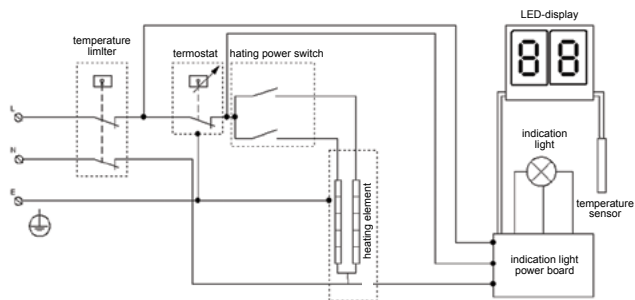 LED-display
88
temperature
limlter
termostat
hating power switch
L
N
E
heating element
indication
light
temperature
sensor
indication light
power board